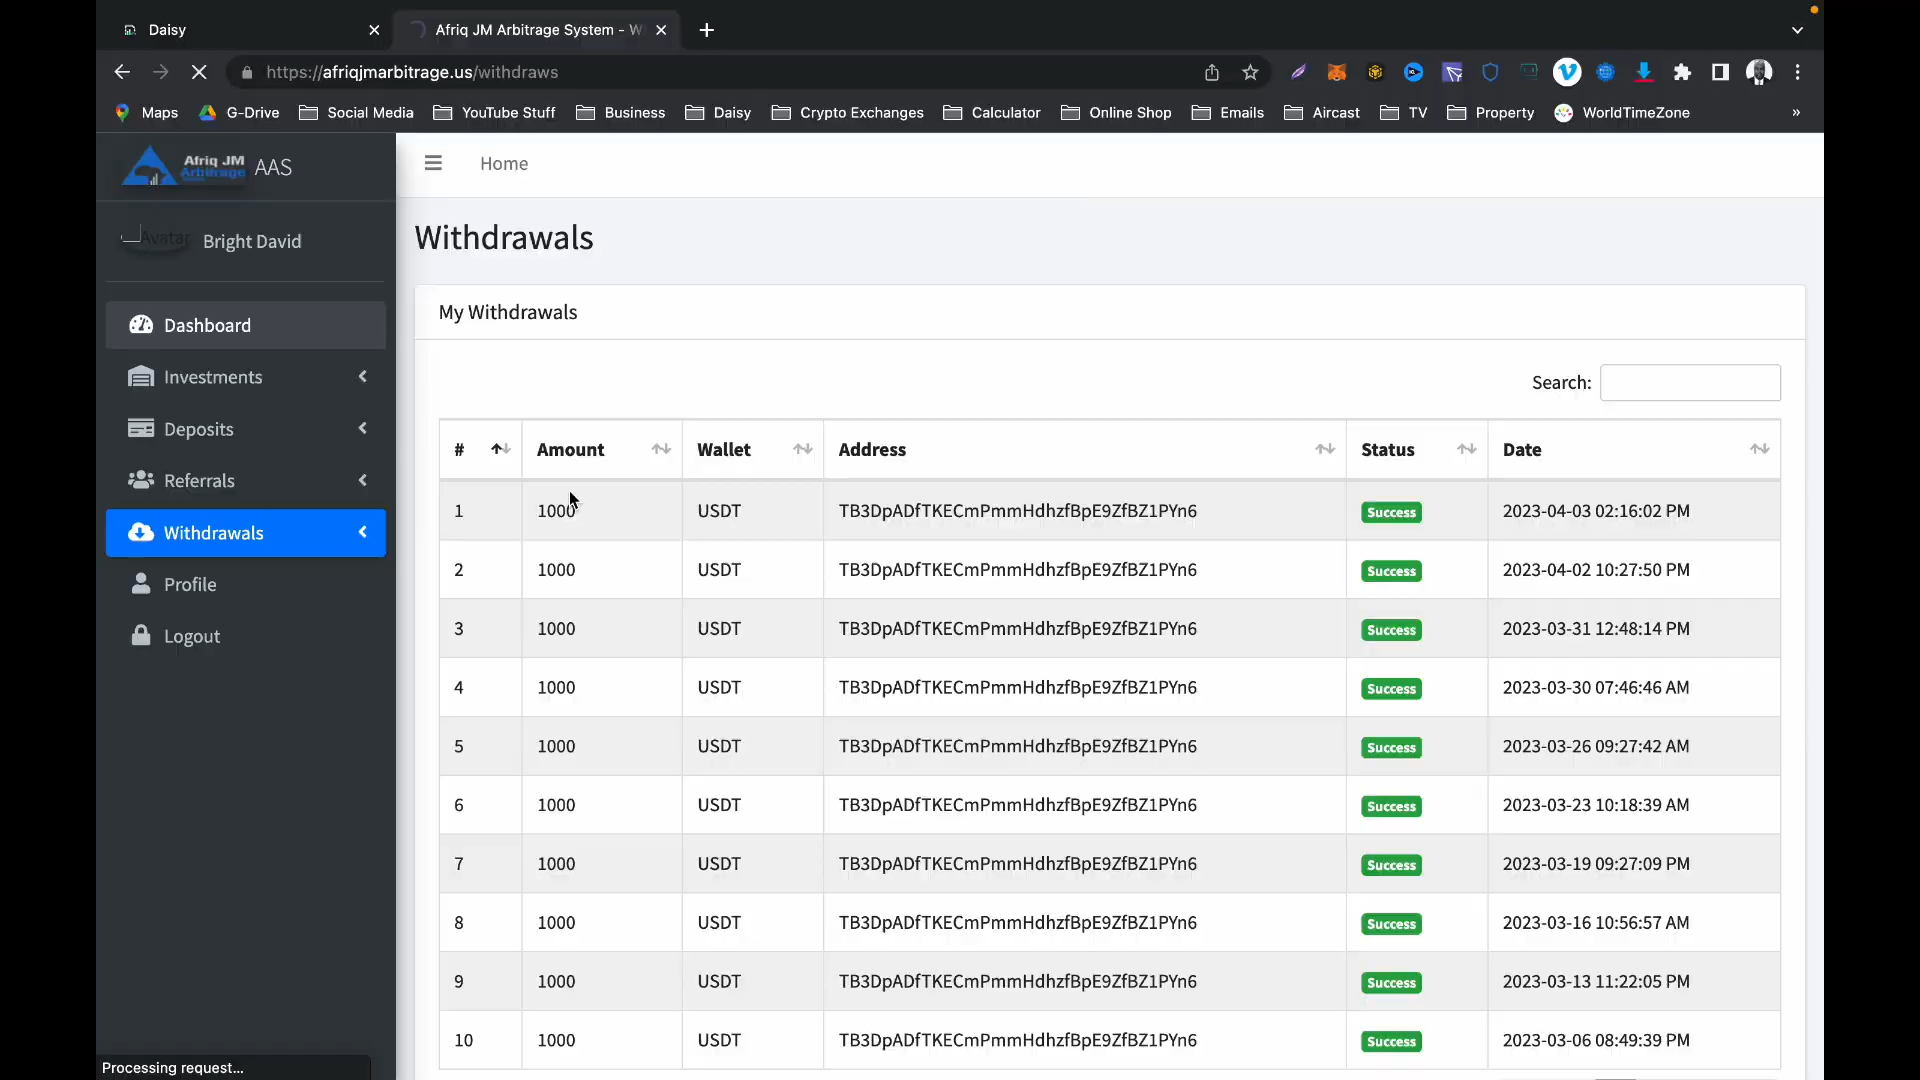 Daisy
Afriq JM Arbitrage System - W
https://afriqjmarbitrage.us/withdraws
Maps G-Drive Social Media YouTube Stuff Business Daisy Crypto Exchanges Calculator Online Shop Emails Aircast TV Property WorldTimeZone »
Afriq JM
Arbitrage
AAS
Home
Avatar
Bright David
Withdrawals
My Withdrawals
Dashboard
Investments
Deposits
Referrals
Withdrawals
Profile
Logout
Search:
# Amount Wallet Address Status Date
1 1000 USDT TB3DpADfTKECmPmmHdhzfBpE9ZfBZ1PYn6 Success 2023-04-03 02:16:02 PM
2 1000 USDT TB3DpADfTKECmPmmHdhzfBpE9ZfBZ1PYn6 Success 2023-04-02 10:27:50 PM
3 1000 USDT TB3DpADfTKECmPmmHdhzfBpE9ZfBZ1PYn6 Success 2023-03-31 12:48:14 PM
4 1000 USDT TB3DpADfTKECmPmmHdhzfBpE9ZfBZ1PYn6 Success 2023-03-30 07:46:46 AM
5 1000 USDT TB3DpADfTKECmPmmHdhzfBpE9ZfBZ1PYn6 Success 2023-03-26 09:27:42 AM
6 1000 USDT TB3DpADfTKECmPmmHdhzfBpE9ZfBZ1PYn6 Success 2023-03-23 10:18:39 AM
7 1000 USDT TB3DpADfTKECmPmmHdhzfBpE9ZfBZ1PYn6 Success 2023-03-19 09:27:09 PM
8 1000 USDT TB3DpADfTKECmPmmHdhzfBpE9ZfBZ1PYn6 Success 2023-03-16 10:56:57 AM
9 1000 USDT TB3DpADfTKECmPmmHdhzfBpE9ZfBZ1PYn6 Success 2023-03-13 11:22:05 PM
10 1000 USDT TB3DpADfTKECmPmmHdhzfBpE9ZfBZ1PYn6 Success 2023-03-06 08:49:39 PM
Processing request...